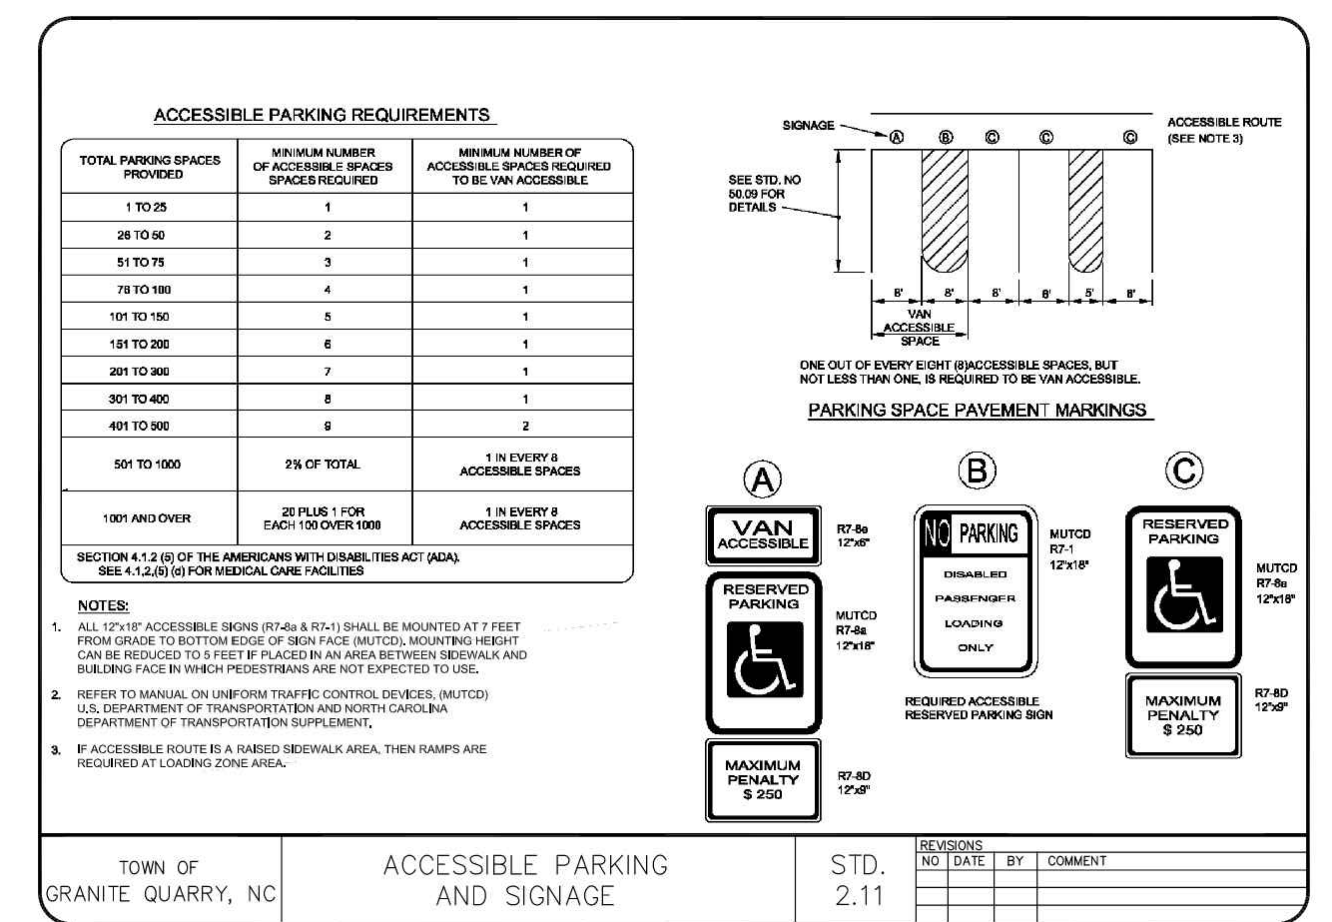 ACCESSIBLE PARKING REQUIREMENTS
TOTAL PARKING SPACES
PROVIDED
MINIMUM NUMBER
OF ACCESSIBLE SPACES
SPACES REQUIRED
MINIMUM NUMBER OF
ACCESSIBLE SPACES REQUIRED
TO BE VAN ACCESSIBLE
1 TO 25 1 1
26 TO 50 2 1
51 TO 75 3 1
76 TO 100 4 1
101 TO 150 5 1
151 TO 200 6 1
201 TO 300 7 1
301 TO 400 8 1
401 TO 500 9 2
501 TO 1000
2% OF TOTAL
1 IN EVERY 8
ACCESSIBLE SPACES
1001 AND OVER
20 PLUS 1 FOR
EACH 100 OVER 1000
1 IN EVERY 8
ACCESSIBLE SPACES
SECTION 4.1.2 (5) OF THE AMERICANS WITH DISABILITIES ACT (ADA).
SEE 4.1,2,(5) (d) FOR MEDICAL CARE FACILITIES
NOTES:
1. ALL 12"x18" ACCESSIBLE SIGNS (R7-8a & R7-1) SHALL BE MOUNTED AT 7 FEET
FROM GRADE TO BOTTOM EDGE OF SIGN FACE (MUTCD). MOUNTING HEIGHT
CAN BE REDUCED TO 5 FEET IF PLACED IN AN AREA BETWEEN SIDEWALK AND
BUILDING FACE IN WHICH PEDESTRIANS ARE NOT EXPECTED TO USE.
2. REFER TO MANUAL ON UNIFORM TRAFFIC CONTROL DEVICES, (MUTCD)
U.S. DEPARTMENT OF TRANSPORTATION AND NORTH CAROLINA
DEPARTMENT OF TRANSPORTATION SUPPLEMENT.
3. IF ACCESSIBLE ROUTE IS A RAISED SIDEWALK AREA, THEN RAMPS ARE
REQUIRED AT LOADING ZONE AREA.
SIGNAGE
A B C C C
ACCESSIBLE ROUTE
(SEE NOTE 3)
SEE STD. NO
50.09 FOR
DETAILS
8' 8' 8' 8' 5' 8'
VAN
ACCESSIBLE
SPACE
ONE OUT OF EVERY EIGHT (8)ACCESSIBLE SPACES, BUT
NOT LESS THAN ONE, IS REQUIRED TO BE VAN ACCESSIBLE.
PARKING SPACE PAVEMENT MARKINGS
A
VAN
ACCESSIBLE
R7-8e
12"x6"
RESERVED
PARKING
MUTCD
R7-8a
12"x18"
MAXIMUM
PENALTY
$ 250
R7-8D
12"x9"
B
NO PARKING
DISABLED
PASSENGER
LOADING
ONLY
MUTCD
R7-1
12"x18"
REQUIRED ACCESSIBLE
RESERVED PARKING SIGN
C
RESERVED
PARKING
MUTCD
R7-8a
12"x18"
MAXIMUM
PENALTY
$ 250
R7-8D
12"x9"
TOWN OF
GRANITE QUARRY, NC
ACCESSIBLE PARKING
AND SIGNAGE
STD.
2.11
REVISIONS
NO DATE BY COMMENT